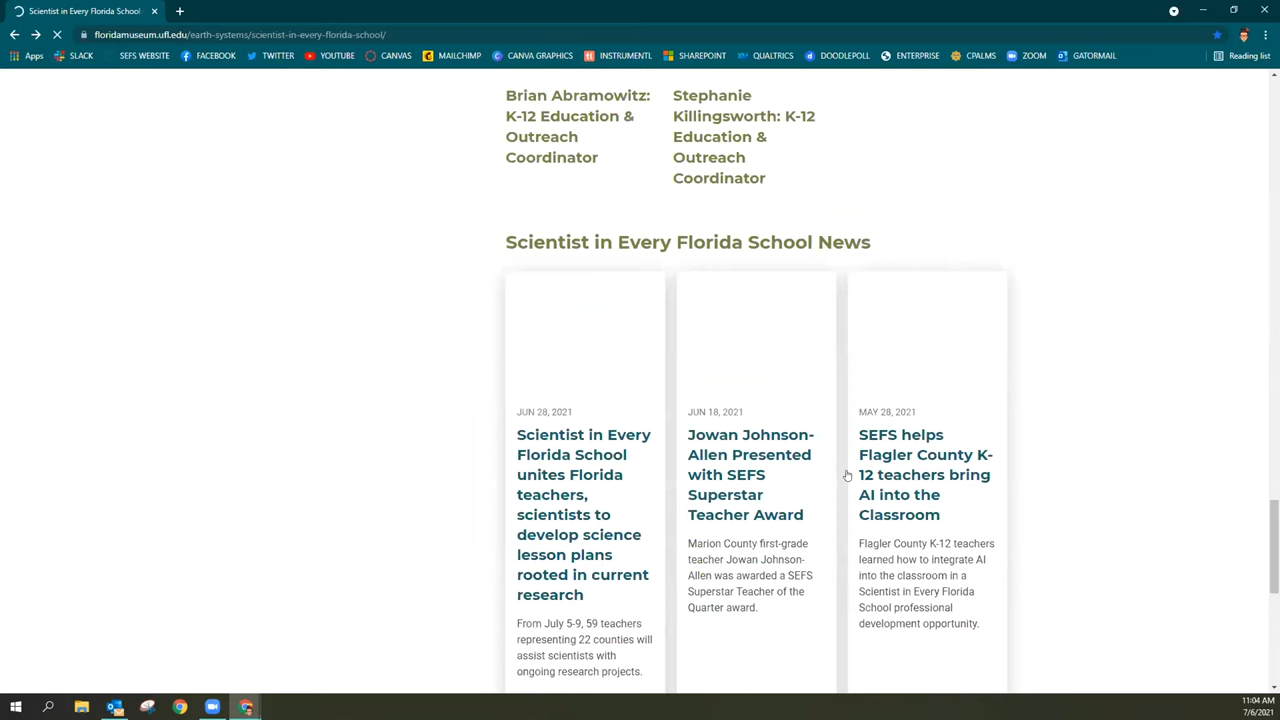 Scientist in Every Florida School
floridamuseum.ufl.edu/earth-systems/scientist-in-every-florida-school/
Apps SLACK SEFS WEBSITE FACEBOOK TWITTER YOUTUBE CANVAS MAILCHIMP CANVA GRAPHICS INSTRUMENTL SHAREPOINT QUALTRICS DOODLEPOLL ENTERPRISE CPALMS ZOOM GATORMAIL Reading list
Brian Abramowitz:
K-12 Education &
Outreach
Coordinator
Stephanie
Killingsworth: K-12
Education &
Outreach
Coordinator
Scientist in Every Florida School News
JUN 28, 2021
Scientist in Every
Florida School
unites Florida
teachers,
scientists to
develop science
lesson plans
rooted in current
research
From July 5-9, 59 teachers
representing 22 counties will
assist scientists with
ongoing research projects.
JUN 18, 2021
Jowan Johnson-
Allen Presented
with SEFS
Superstar
Teacher Award
Marion County first-grade
teacher Jowan Johnson-
Allen was awarded a SEFS
Superstar Teacher of the
Quarter award.
MAY 28, 2021
SEFS helps
Flagler County K-
12 teachers bring
AI into the
Classroom
Flagler County K-12 teachers
learned how to integrate AI
into the classroom in a
Scientist in Every Florida
School professional
development opportunity.
11:04 AM
7/6/2021